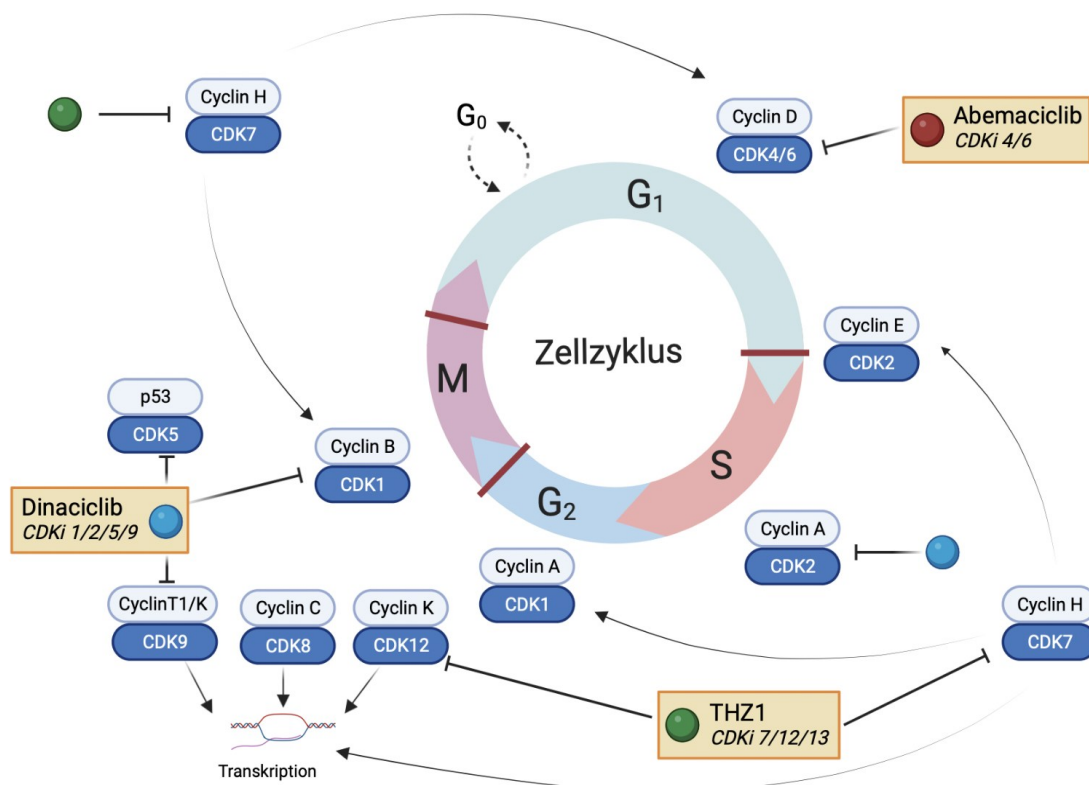 Cyclin H
CDK7
G₀
Cyclin D
CDK4/6
Abemaciclib
CDKi 4/6
G₁
Cyclin E
CDK2
Zellzyklus
M
S
G₂
p53
CDK5
Cyclin B
CDK1
Dinaciclib
CDKi 1/2/5/9
Cyclin A
CDK2
Cyclin A
CDK1
CyclinT1/K
CDK9
Cyclin C
CDK8
Cyclin K
CDK12
Cyclin H
CDK7
THZ1
CDKi 7/12/13
Transkription